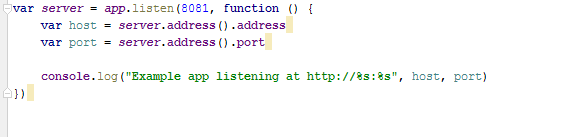 var server = app.listen(8081, function () {
    var host = server.address().address
    var port = server.address().port

    console.log("Example app listening at http://%s:%s", host, port)
})